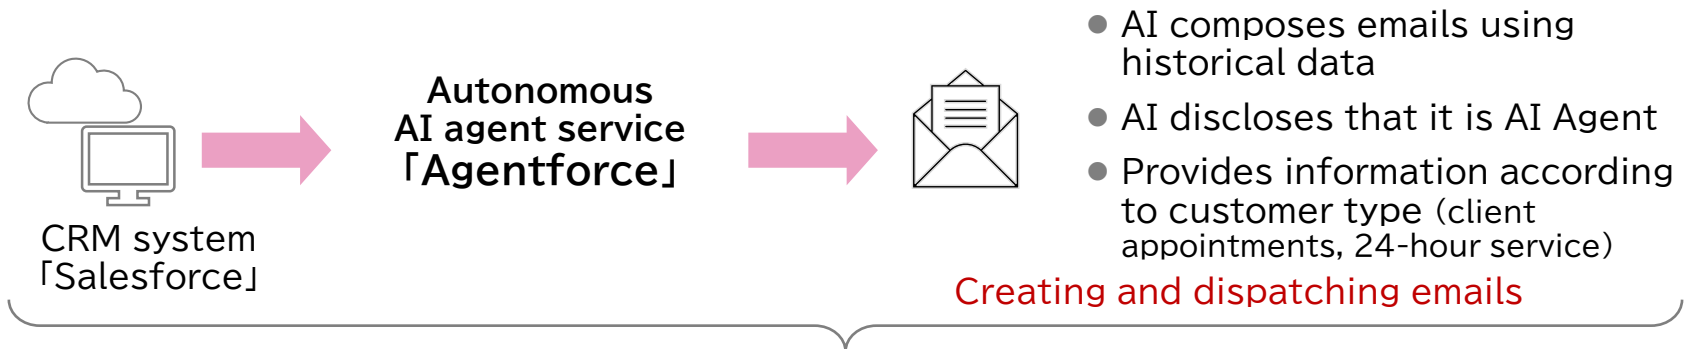 CRM system
「Salesforce」
Autonomous
AI agent service
「Agentforce」
● AI composes emails using
historical data
● AI discloses that it is AI Agent
● Provides information according
to customer type (client
appointments, 24-hour service)
Creating and dispatching emails